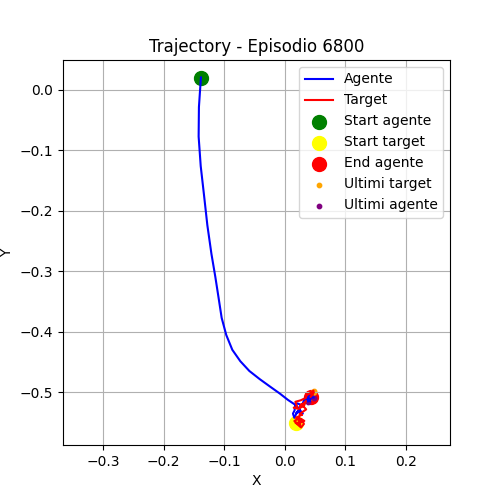 Trajectory - Episodio 6800
Agente
Target
Start agente
Start target
End agente
Ultimi target
Ultimi agente
0.0
−0.1
−0.2
−0.3
−0.4
−0.5
Y
−0.3
−0.2
−0.1
0.0
0.1
0.2
X